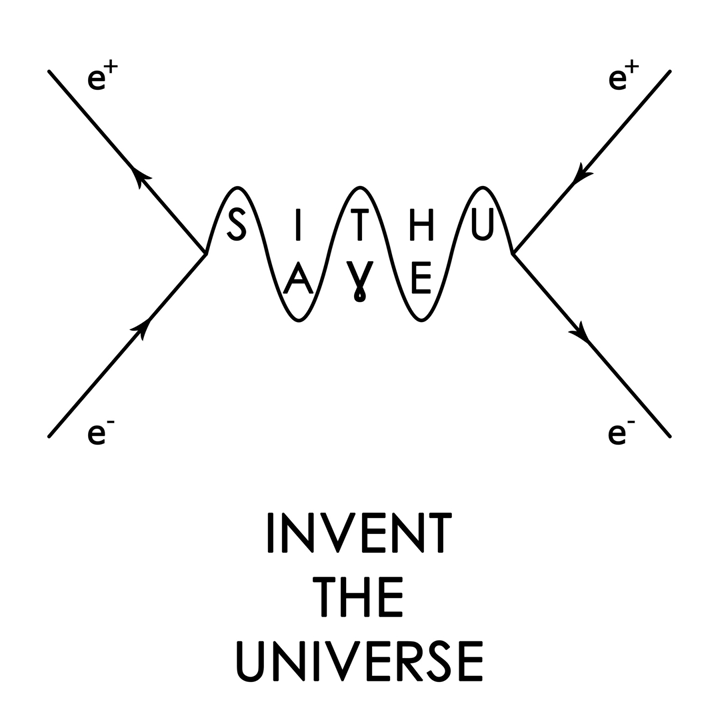 e+ e+
S I T H U
A γ E
e- e-
INVENT
THE
UNIVERSE